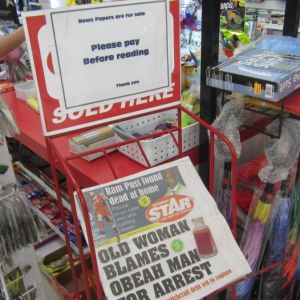 News Papers are for sale
Please pay
Before reading
Thank you
SOLD HERE
Ram Puss found
dead at home
STAR
OLD WOMAN
BLAMES
OBEAH MAN
FOR ARREST